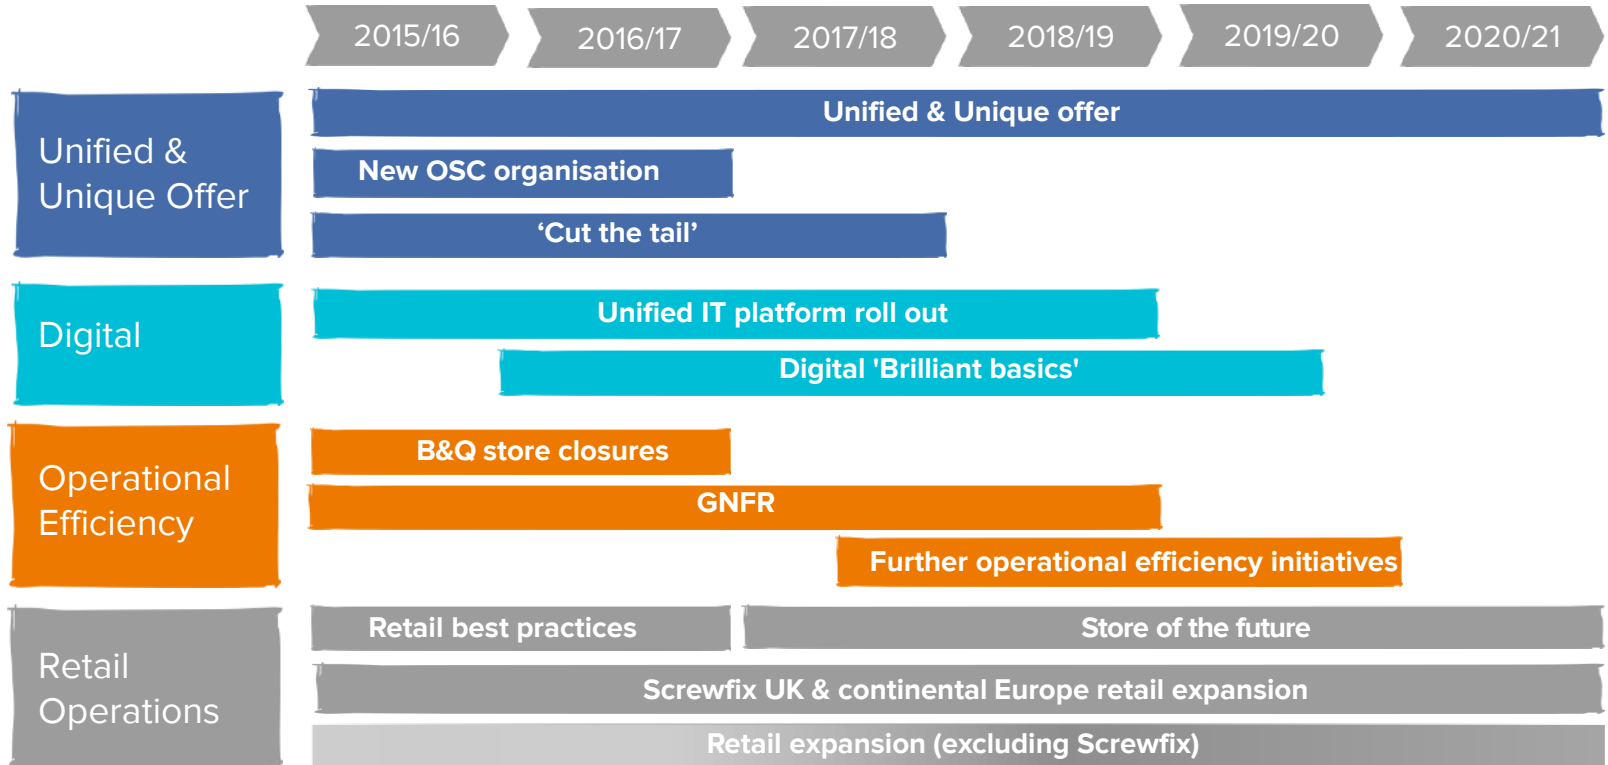 2015/16
2016/17
2017/18
2018/19
2019/20
2020/21
Unified &
Unique Offer
Unified & Unique offer
New OSC organisation
‘Cut the tail’
Digital
Unified IT platform roll out
Digital 'Brilliant basics'
Operational
Efficiency
B&Q store closures
GNFR
Further operational efficiency initiatives
Retail
Operations
Retail best practices
Store of the future
Screwfix UK & continental Europe retail expansion
Retail expansion (excluding Screwfix)